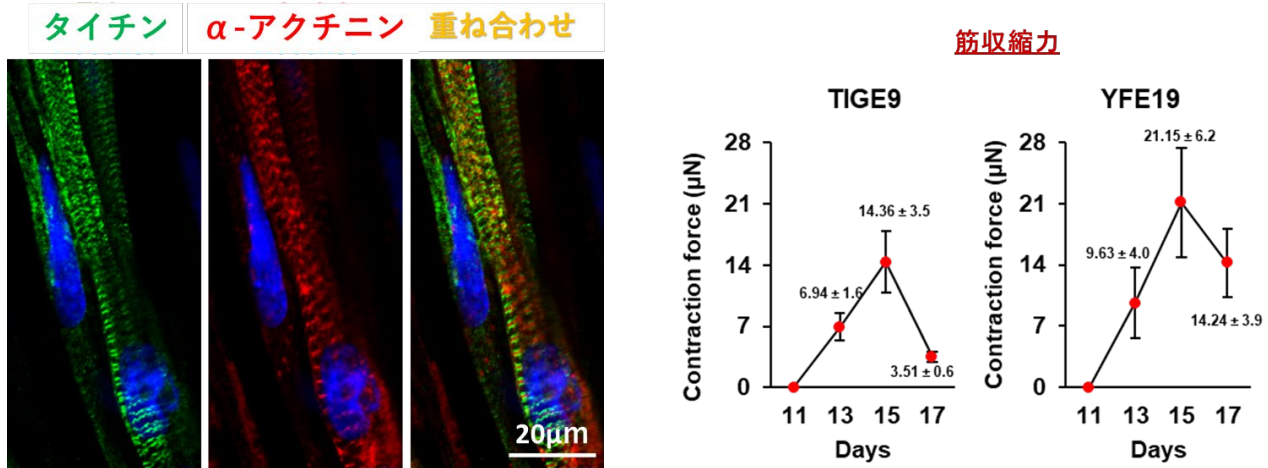 タイチン
α-アクチニン
重ね合わせ
20μm
筋収縮力
TIGE9
Contraction force (μN)
28
21
14
7
0
6.94 ± 1.6
14.36 ± 3.5
3.51 ± 0.6
11 13 15 17
Days
YFE19
Contraction force (μN)
28
21
14
7
0
9.63 ± 4.0
21.15 ± 6.2
14.24 ± 3.9
11 13 15 17
Days